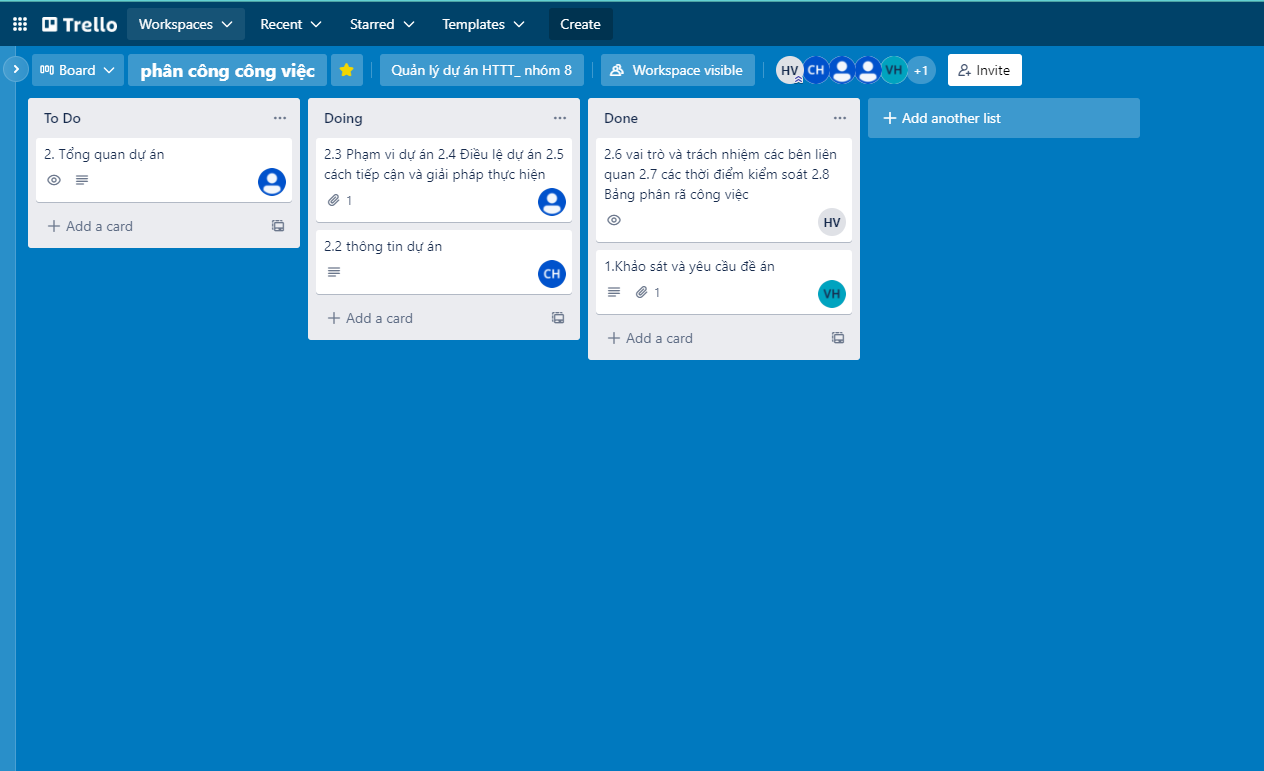 Trello Workspaces Recent Starred Templates Create
Board phân công công việc Quản lý dự án HTTT_ nhóm 8 Workspace visible HV CH VH +1 Invite
To Do
2. Tổng quan dự án
Add a card
Doing
2.3 Phạm vi dự án 2.4 Điều lệ dự án 2.5
cách tiếp cận và giải pháp thực hiện
1
2.2 thông tin dự án
CH
Add a card
Done
2.6 vai trò và trách nhiệm các bên liên
quan 2.7 các thời điểm kiểm soát 2.8
Bảng phân rã công việc
HV
1.Khảo sát và yêu cầu đề án
1 VH
Add a card
Add another list